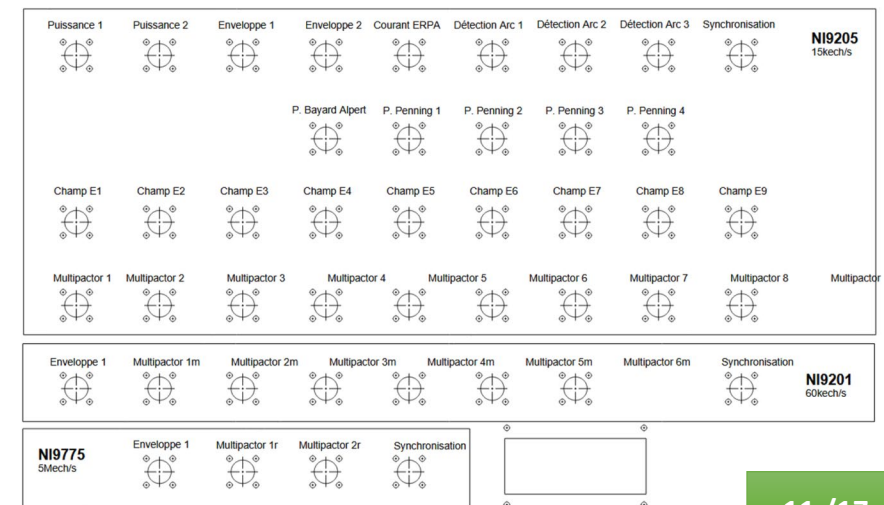 Puissance 1 Puissance 2 Enveloppe 1 Enveloppe 2 Courant ERPA Détection Arc 1 Détection Arc 2 Détection Arc 3 Synchronisation
NI9205
15kech/s
P. Bayard Alpert P. Penning 1 P. Penning 2 P. Penning 3 P. Penning 4
Champ E1 Champ E2 Champ E3 Champ E4 Champ E5 Champ E6 Champ E7 Champ E8 Champ E9
Multipactor 1 Multipactor 2 Multipactor 3 Multipactor 4 Multipactor 5 Multipactor 6 Multipactor 7 Multipactor 8 Multipactor
Enveloppe 1 Multipactor 1m Multipactor 2m Multipactor 3m Multipactor 4m Multipactor 5m Multipactor 6m Synchronisation
NI9201
60kech/s
NI9775
5Mech/s
Enveloppe 1 Multipactor 1r Multipactor 2r Synchronisation